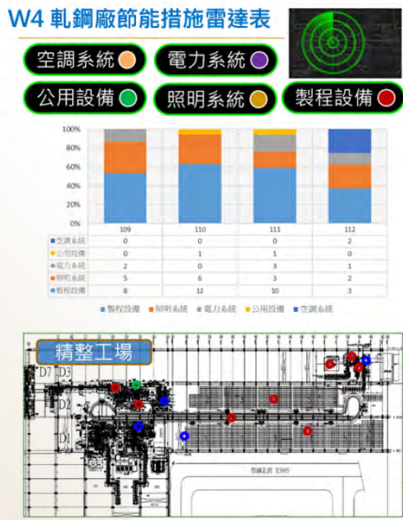 W4 軋鋼廠節能措施雷達表
空調系統 電力系統
公用設備 照明系統 製程設備
100%
80%
60%
40%
20%
0%
109 110 111 112
空調系統 0 0 0 2
公用設備 0 1 1 0
電力系統 2 0 3 1
照明系統 5 6 3 2
製程設備 8 12 10 3
製程設備 照明系統 電力系統 公用設備 空調系統
精整工場
D7 D3
D2
D1